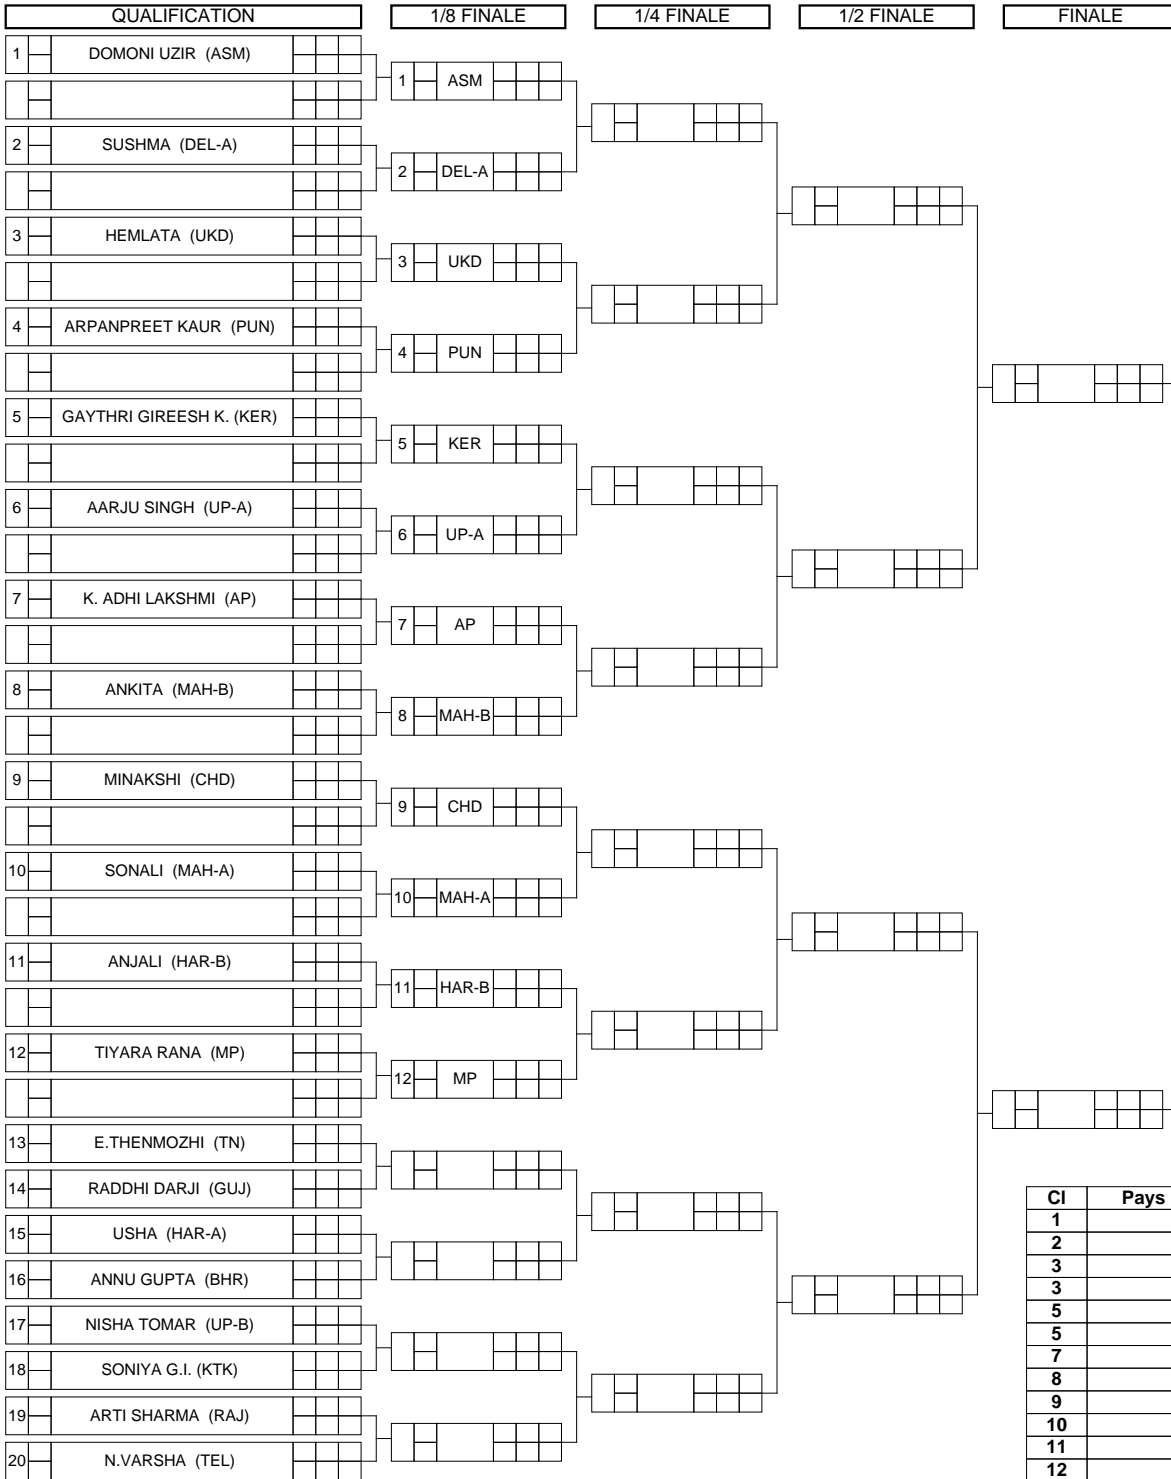 QUALIFICATION 1/8 FINALE 1/4 FINALE 1/2 FINALE FINALE
1 DOMONI UZIR (ASM)
1 ASM
2 SUSHMA (DEL-A)
2 DEL-A
3 HEMLATA (UKD)
3 UKD
4 ARPANPREET KAUR (PUN)
4 PUN
5 GAYTHRI GIREESH K. (KER)
5 KER
6 AARJU SINGH (UP-A)
6 UP-A
7 K. ADHI LAKSHMI (AP)
7 AP
8 ANKITA (MAH-B)
8 MAH-B
9 MINAKSHI (CHD)
9 CHD
10 SONALI (MAH-A)
10 MAH-A
11 ANJALI (HAR-B)
11 HAR-B
12 TIYARA RANA (MP)
12 MP
13 E.THENMOZHI (TN)
14 RADDHI DARJI (GUJ)
15 USHA (HAR-A)
16 ANNU GUPTA (BHR)
17 NISHA TOMAR (UP-B)
18 SONIYA G.I. (KTK)
19 ARTI SHARMA (RAJ)
20 N.VARSHA (TEL)
Cl Pays
1
2
3
3
5
5
7
8
9
10
11
12